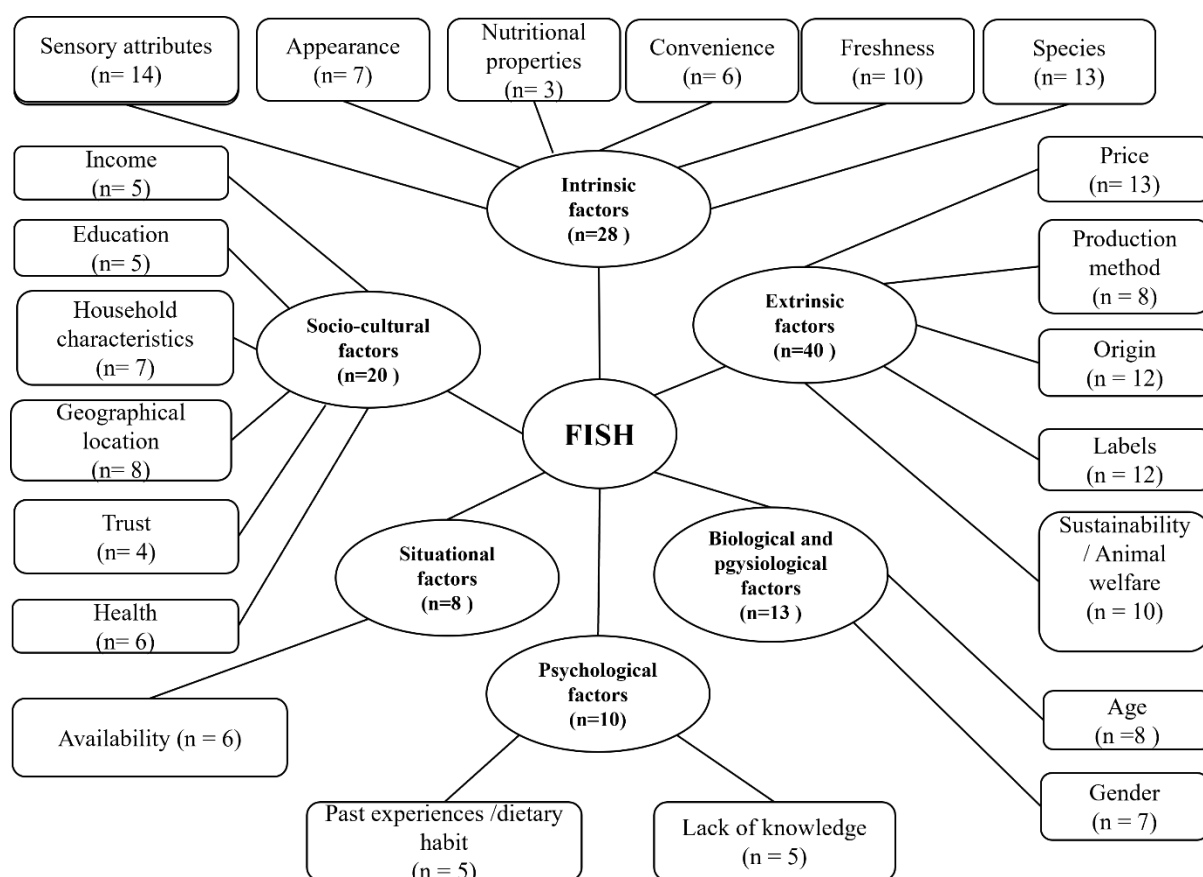 Sensory attributes
(n= 14)
Appearance
(n= 7)
Nutritional
properties
(n= 3)
Convenience
(n= 6)
Freshness
(n= 10)
Species
(n= 13)
Income
(n= 5)
Education
(n= 5)
Household
characteristics
(n= 7)
Geographical
location
(n= 8)
Trust
(n= 4)
Health
(n= 6)
Availability (n = 6)
Socio-cultural
factors
(n=20 )
Intrinsic
factors
(n=28 )
Extrinsic
factors
(n=40 )
FISH
Situational
factors
(n=8 )
Biological and
pgysiological
factors
(n=13 )
Psychological
factors
(n=10)
Price
(n= 13)
Production
method
(n = 8)
Origin
(n = 12)
Labels
(n = 12)
Sustainability
/ Animal
welfare
(n = 10)
Age
(n =8 )
Gender
(n = 7)
Past experiences /dietary
habit
(n = 5)
Lack of knowledge
(n = 5)